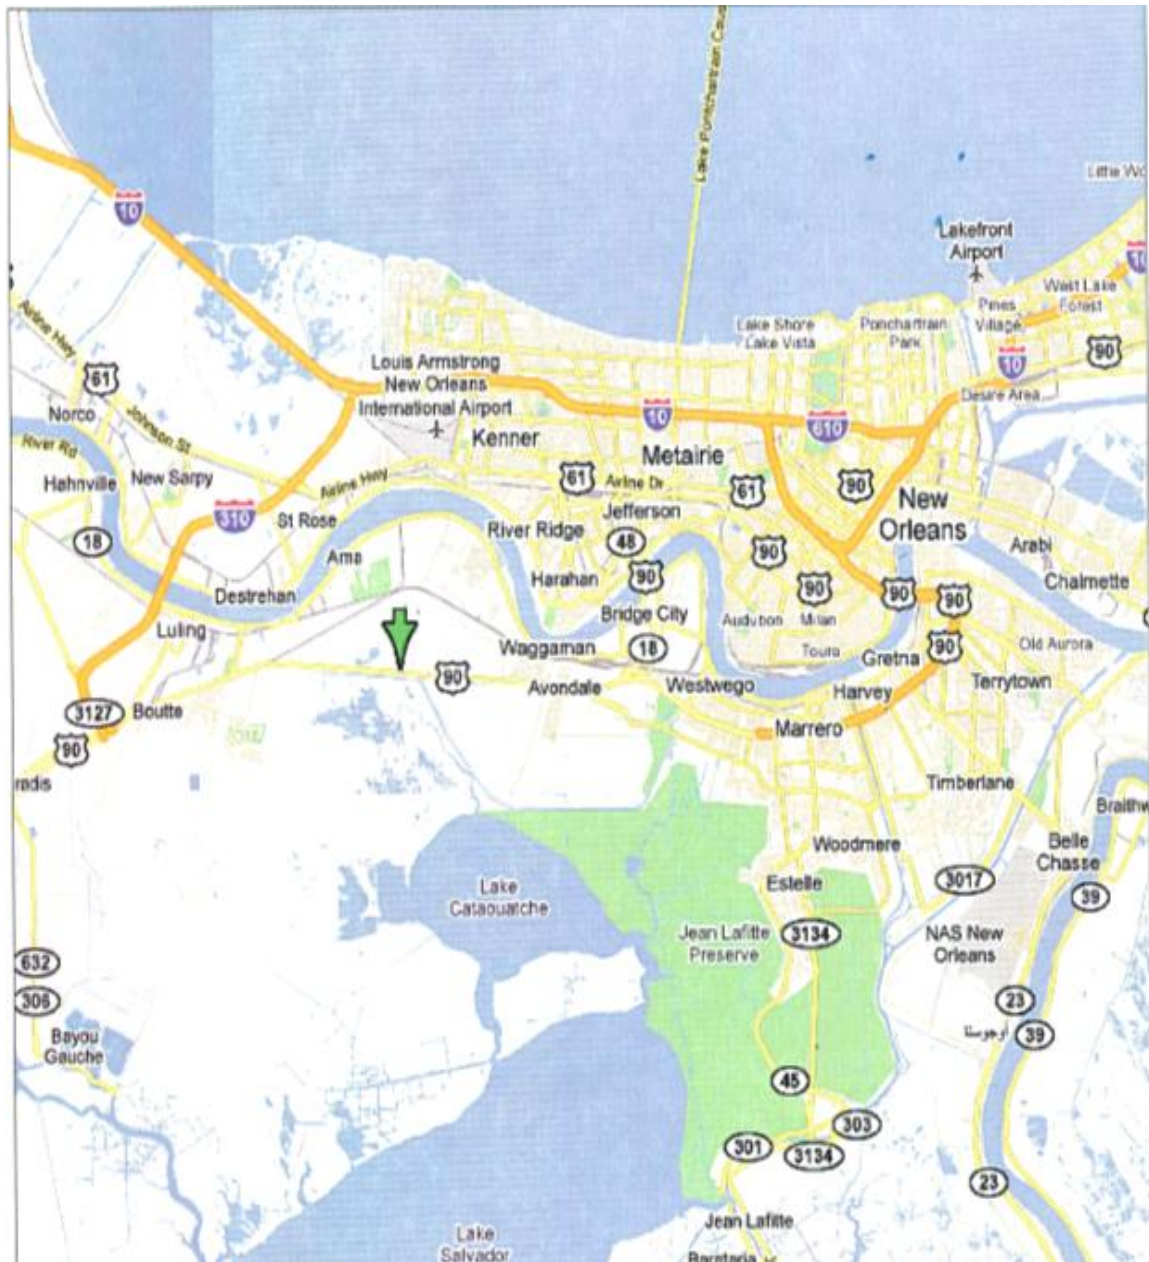 Lake Pontchartrain Cau
10
Little Wo
Lakefront
Airport
10
West Lake
Forest
Pines
Village
Lake Shore
Lake Vista
Ponchartrain
Park
90
10
Airline Hwy
61
Louis Armstrong
New Orleans
International Airport
Desire Area
Norco
Johnson St
10
610
Kenner
Metairie
River Rd
Hahnville
New Sarpy
Airline Hwy
61
Airline Dr
61
90
New
Orleans
310
St Rose
River Ridge
Jefferson
18
48
Ama
90
Arabi
Harahan
90
Chalmette
Destrehan
90
90
90
Bridge City
Audubon
Milan
Luling
Waggaman
18
Toura
Gretna
90
Old Aurora
90
Avondale
Westwego
Harvey
Terrytown
3127
Boutte
90
Marrero
radis
Timberlane
Braithw
Woodmere
Belle
Chasse
Lake
Cataouatche
Estelle
3017
39
Jean Lafitte
Preserve
3134
NAS New
Orleans
632
306
23
أوجوستا
39
Bayou
Gauche
45
303
301
3134
23
Jean Lafitte
Lake
Salvador
Barataria